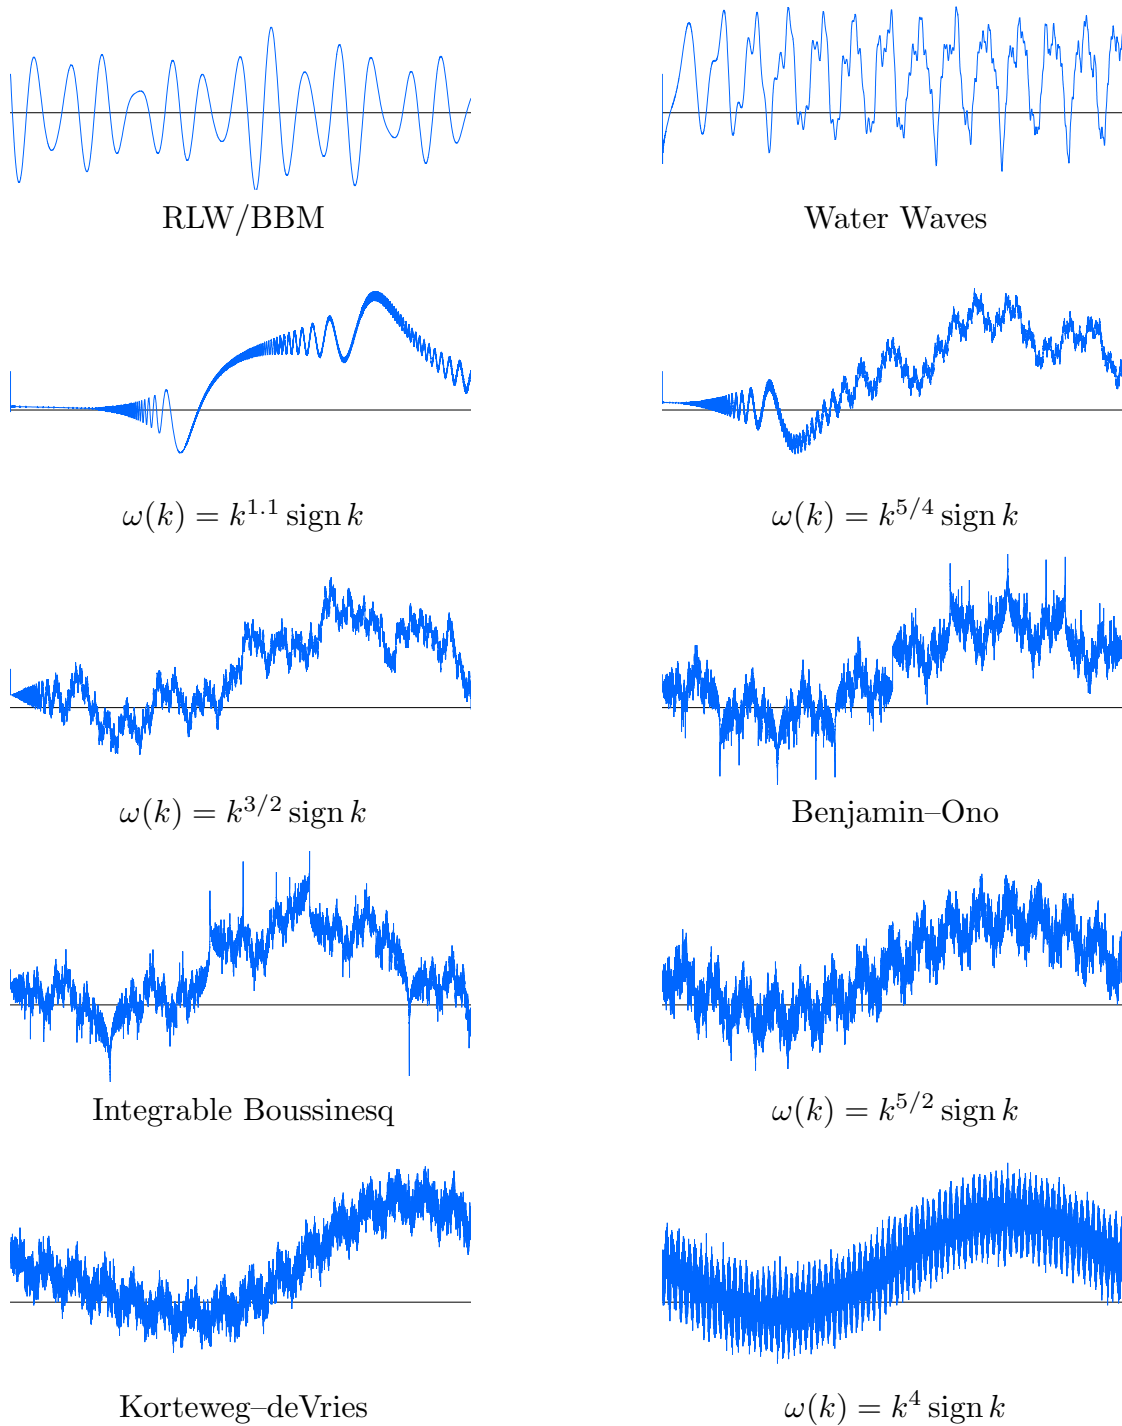 RLW/BBM
Water Waves
ω(k) = k^{1.1} sign k
ω(k) = k^{5/4} sign k
ω(k) = k^{3/2} sign k
Benjamin–Ono
Integrable Boussinesq
ω(k) = k^{5/2} sign k
Korteweg–deVries
ω(k) = k^{4} sign k